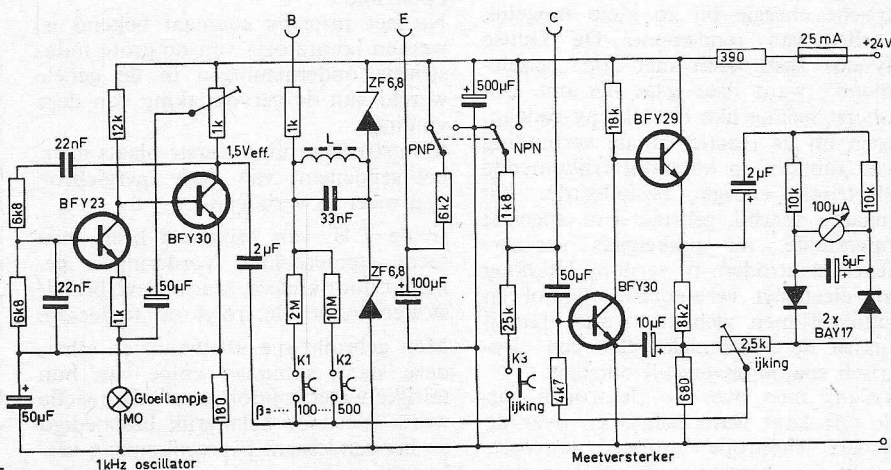 B
E
C
+24V
25 mA
390
ZF6,8
500µF
18k
BFY29
12k
1k
1k
L
PNP
NPN
22nF
1,5V eff.
2µF
10k
10k
BFY30
33nF
6k2
1k8
100µA
6k8
BFY23
2µF
ZF6,8
5µF
50µF
BFY30
22nF
50µF
100µF
10µF
8k2
2 x
BAY17
6k8
1k
2M
10M
25k
2,5k
K1
K2
K3
ijking
50µF
Gloeilampje
MO
180
β=....
100....
500
ijking
4k7
680
1kHz oscillator
Meetversterker